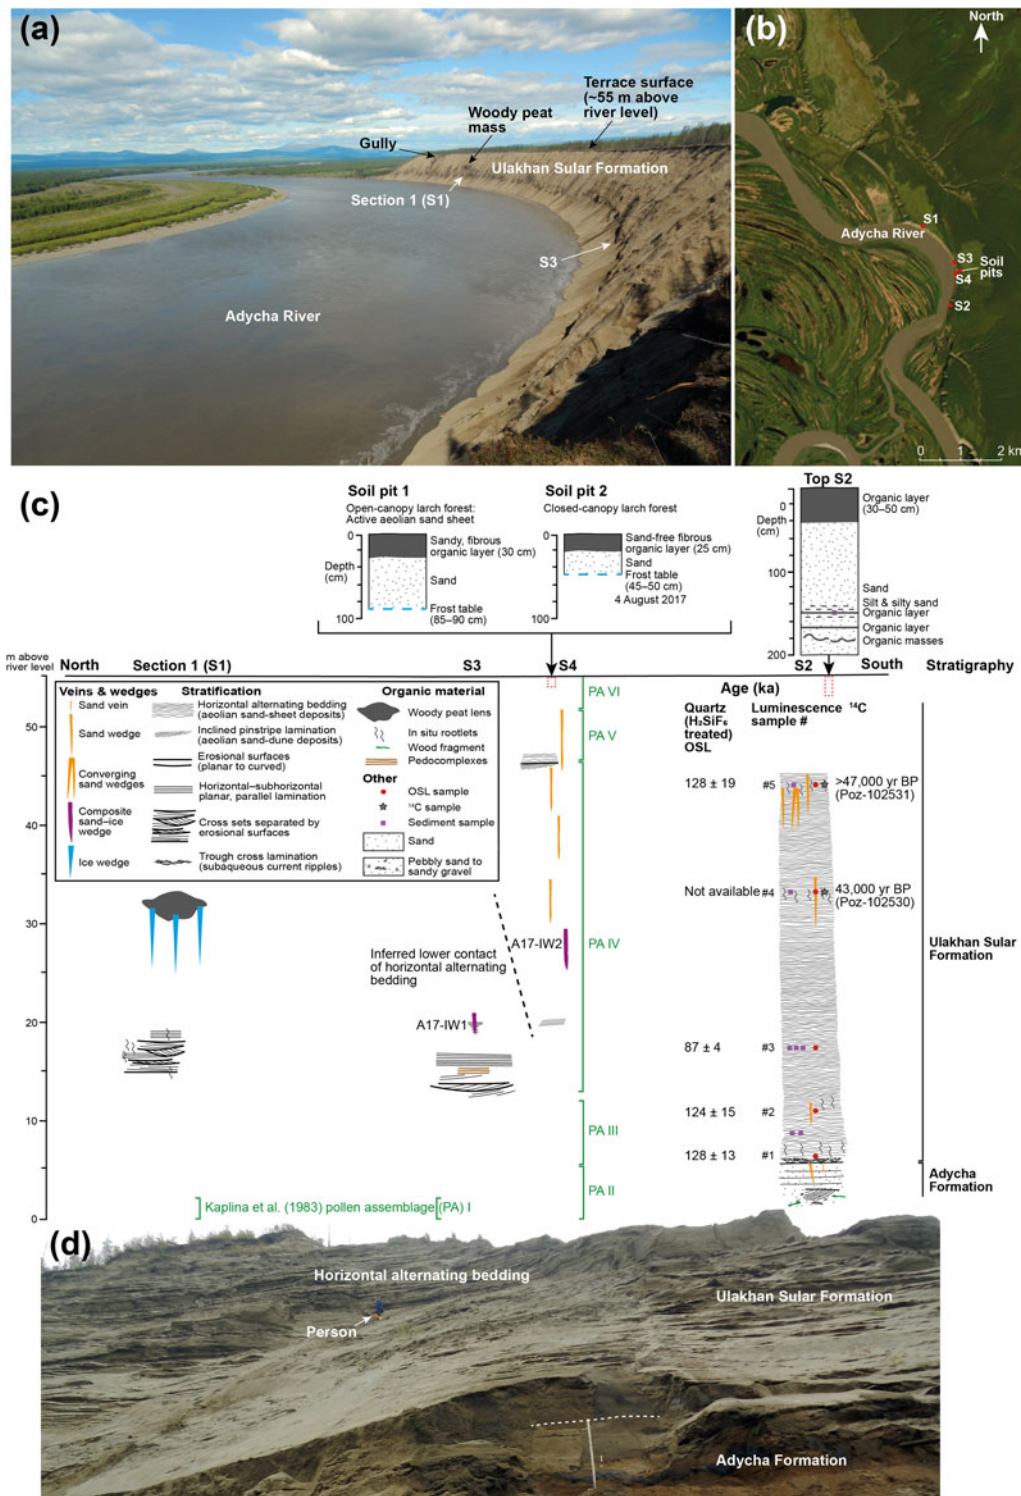 (a)
Terrace surface
(~55 m above
river level)
Woody peat
mass
Gully
Ulakhan Sular Formation
Section 1 (S1)
S3
Adycha River
(b)
North
S1
Adycha River
S3
Soil
pits
S4
S2
0 1 2 km
(c)
Soil pit 1
Open-canopy larch forest:
Active aeolian sand sheet
0
Depth
(cm)
100
Sandy, fibrous
organic layer (30 cm)
Sand
Frost table
(85–90 cm)
Soil pit 2
Closed-canopy larch forest
0
100
Sand-free fibrous
organic layer (25 cm)
Sand
Frost table
(45–50 cm)
4 August 2017
Top S2
0
Depth
(cm)
100
200
Organic layer
(30–50 cm)
Sand
Silt & silty sand
Organic layer
Organic layer
Organic masses
m above
river level
North
Section 1 (S1)
S3
S4
S2
South
Stratigraphy
50
40
30
20
10
0
Veins & wedges
Sand vein
Sand wedge
Converging
sand wedges
Composite
sand–ice
wedge
Ice wedge
Stratification
Horizontal alternating bedding
(aeolian sand-sheet deposits)
Inclined pinstripe lamination
(aeolian sand-dune deposits)
Erosional surfaces
(planar to curved)
Horizontal–subhorizontal
planar, parallel lamination
Cross sets separated by
erosional surfaces
Trough cross lamination
(subaqueous current ripples)
Organic material
Woody peat lens
In situ rootlets
Wood fragment
Pedocomplexes
Other
OSL sample
¹⁴C sample
Sediment sample
Sand
Pebbly sand to
sandy gravel
Inferred lower contact
of horizontal alternating
bedding
A17-IW2
A17-IW1
PA VI
PA V
PA IV
PA III
PA II
Kaplina et al. (1983) pollen assemblage (PA) I
Age (ka)
Quartz
(H₂SiF₆
treated)
OSL
Luminescence
sample #
¹⁴C
128 ± 19
#5
>47,000 yr BP
(Poz-102531)
Not available
#4
43,000 yr BP
(Poz-102530)
87 ± 4
#3
124 ± 15
#2
128 ± 13
#1
Ulakhan Sular
Formation
Adycha
Formation
(d)
Horizontal alternating bedding
Person
Ulakhan Sular Formation
Adycha Formation